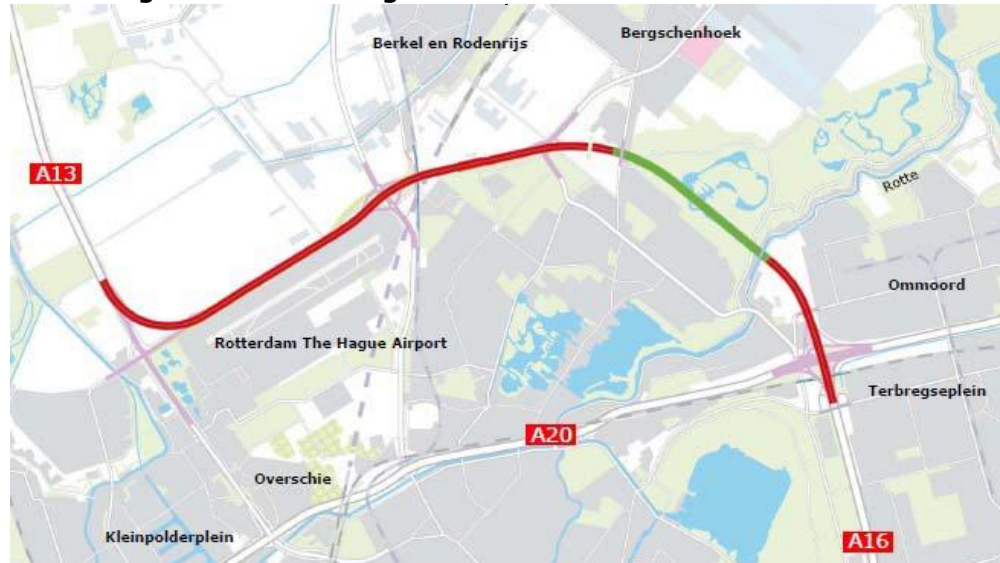 Berkel en Rodenrijs
Bergschenhoek
A13
Rotte
Ommoord
Rotterdam The Hague Airport
Terbregseplein
A20
Overschie
Kleinpolderplein
A16